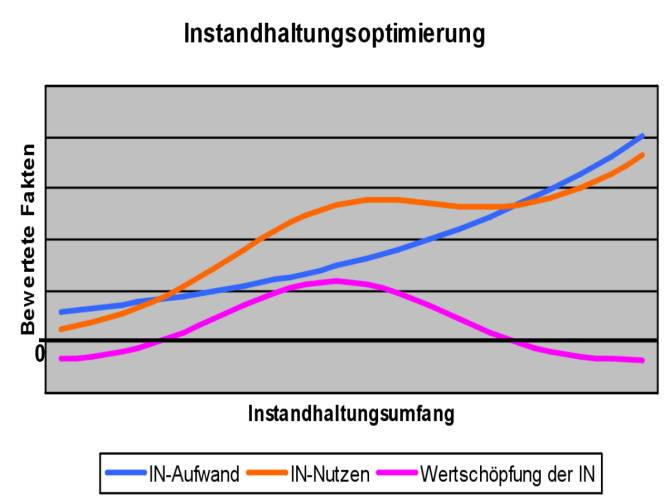 Instandhaltungsoptimierung
Bewertete Fakten
0
Instandhaltungsumfang
IN-Aufwand IN-Nutzen Wertschöpfung der IN